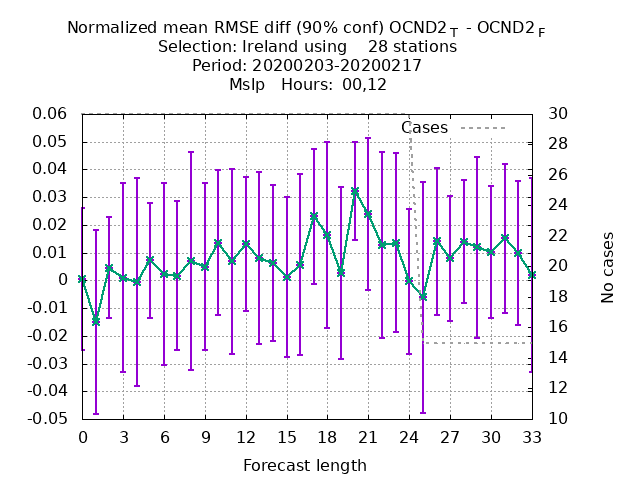 Normalized mean RMSE diff (90% conf) OCND2 T - OCND2 F
Selection: Ireland using 28 stations
Period: 20200203-20200217
Mslp Hours: 00,12
Cases
0.06
0.05
0.04
0.03
0.02
0.01
0
-0.01
-0.02
-0.03
-0.04
-0.05
30
28
26
24
22
20
18
16
14
12
10
No cases
0 3 6 9 12 15 18 21 24 27 30 33
Forecast length